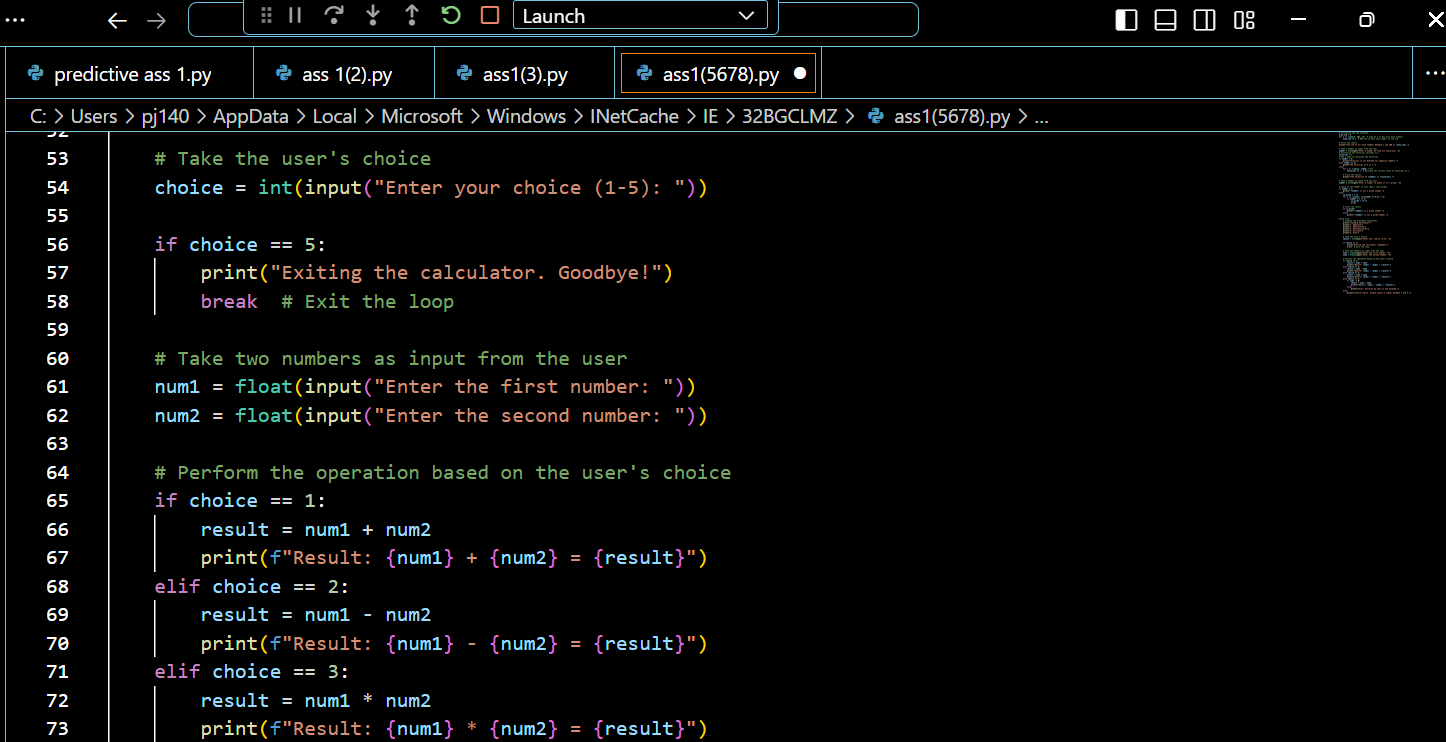 Launch
predictive ass 1.py
ass 1(2).py
ass1(3).py
ass1(5678).py
C: > Users > pj140 > AppData > Local > Microsoft > Windows > INetCache > IE > 32BGCLMZ > ass1(5678).py > ...
52
53 # Take the user's choice
54 choice = int(input("Enter your choice (1-5): "))
55
56 if choice == 5:
57 print("Exiting the calculator. Goodbye!")
58 break # Exit the loop
59
60 # Take two numbers as input from the user
61 num1 = float(input("Enter the first number: "))
62 num2 = float(input("Enter the second number: "))
63
64 # Perform the operation based on the user's choice
65 if choice == 1:
66 result = num1 + num2
67 print(f"Result: {num1} + {num2} = {result}")
68 elif choice == 2:
69 result = num1 - num2
70 print(f"Result: {num1} - {num2} = {result}")
71 elif choice == 3:
72 result = num1 * num2
73 print(f"Result: {num1} * {num2} = {result}")